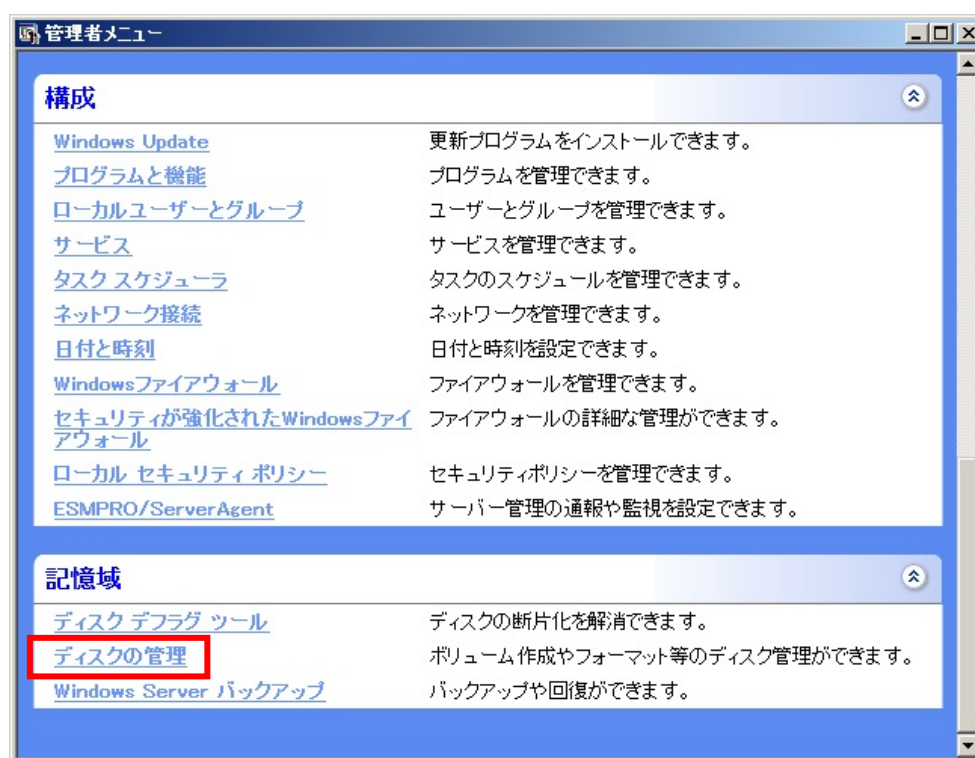 管理者メニュー
構成
Windows Update 更新プログラムをインストールできます。
プログラムと機能 プログラムを管理できます。
ローカルユーザーとグループ ユーザーとグループを管理できます。
サービス サービスを管理できます。
タスク スケジューラ タスクのスケジュールを管理できます。
ネットワーク接続 ネットワークを管理できます。
日付と時刻 日付と時刻を設定できます。
Windowsファイアウォール ファイアウォールを管理できます。
セキュリティが強化されたWindowsファイ ファイアウォールの詳細な管理ができます。
アウォール
ローカル セキュリティ ポリシー セキュリティポリシーを管理できます。
ESMPRO/ServerAgent サーバー管理の通報や監視を設定できます。
記憶域
ディスク デフラグ ツール ディスクの断片化を解消できます。
ディスクの管理 ボリューム作成やフォーマット等のディスク管理ができます。
Windows Server バックアップ バックアップや回復ができます。